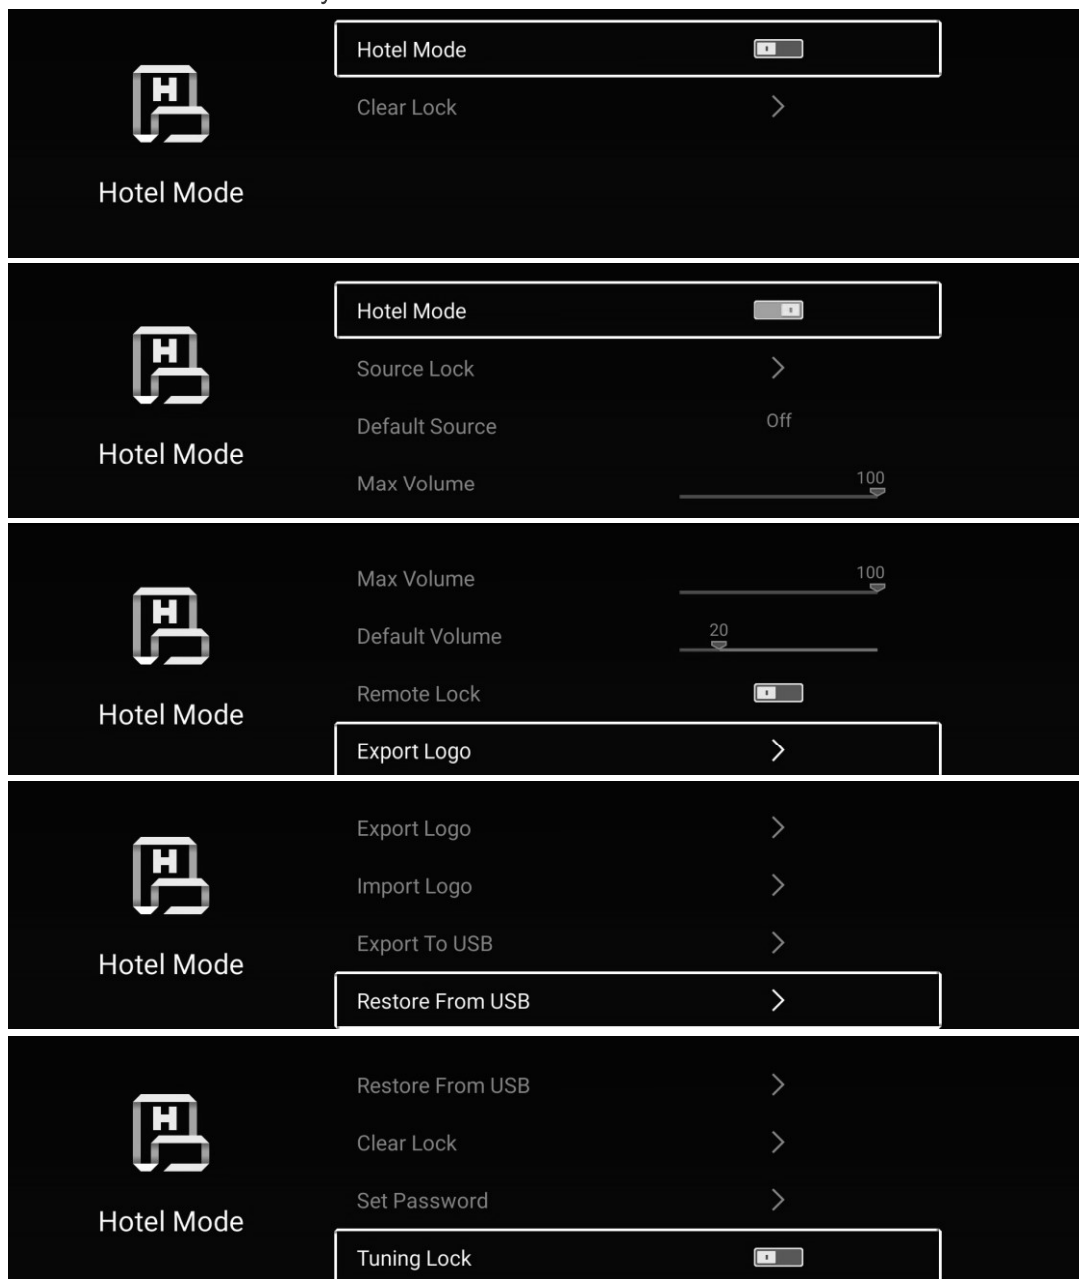 Hotel Mode
Clear Lock
H
Hotel Mode
Hotel Mode
Source Lock
Default Source Off
Max Volume 100
H
Hotel Mode
Max Volume 100
Default Volume 20
Remote Lock
Export Logo
H
Hotel Mode
Export Logo
Import Logo
Export To USB
Restore From USB
H
Hotel Mode
Restore From USB
Clear Lock
Set Password
Tuning Lock
H
Hotel Mode